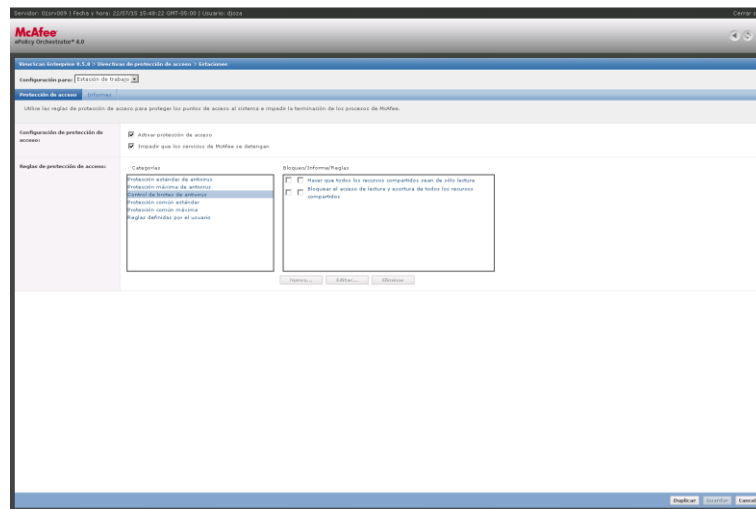 Servidor: 01srv009 | Fecha y hora: 22/07/15 15:48:22 GMT-05:00 | Usuario: djoza
Cerrar s
McAfee
ePolicy Orchestrator® 4.0
VirusScan Enterprise 8.5.0 > Directivas de protección de acceso > Estaciones
Configuración para: Estación de trabajo
Protección de acceso Informes
Utilice las reglas de protección de acceso para proteger los puntos de acceso al sistema e impedir la terminación de los procesos de McAfee.
Configuración de protección de acceso:
Activar protección de acceso
Impedir que los servicios de McAfee se detengan
Reglas de protección de acceso:
Categorías
Protección estándar de antivirus
Protección máxima de antivirus
Control de brotes de antivirus
Protección común estándar
Protección común máxima
Reglas definidas por el usuario
Bloqueo/Informe/Reglas
Hacer que todos los recursos compartidos sean de sólo lectura
Bloquear el acceso de lectura y escritura de todos los recursos
compartidos
Nuevo... Editar... Eliminar
Duplicar Guardar Cancel